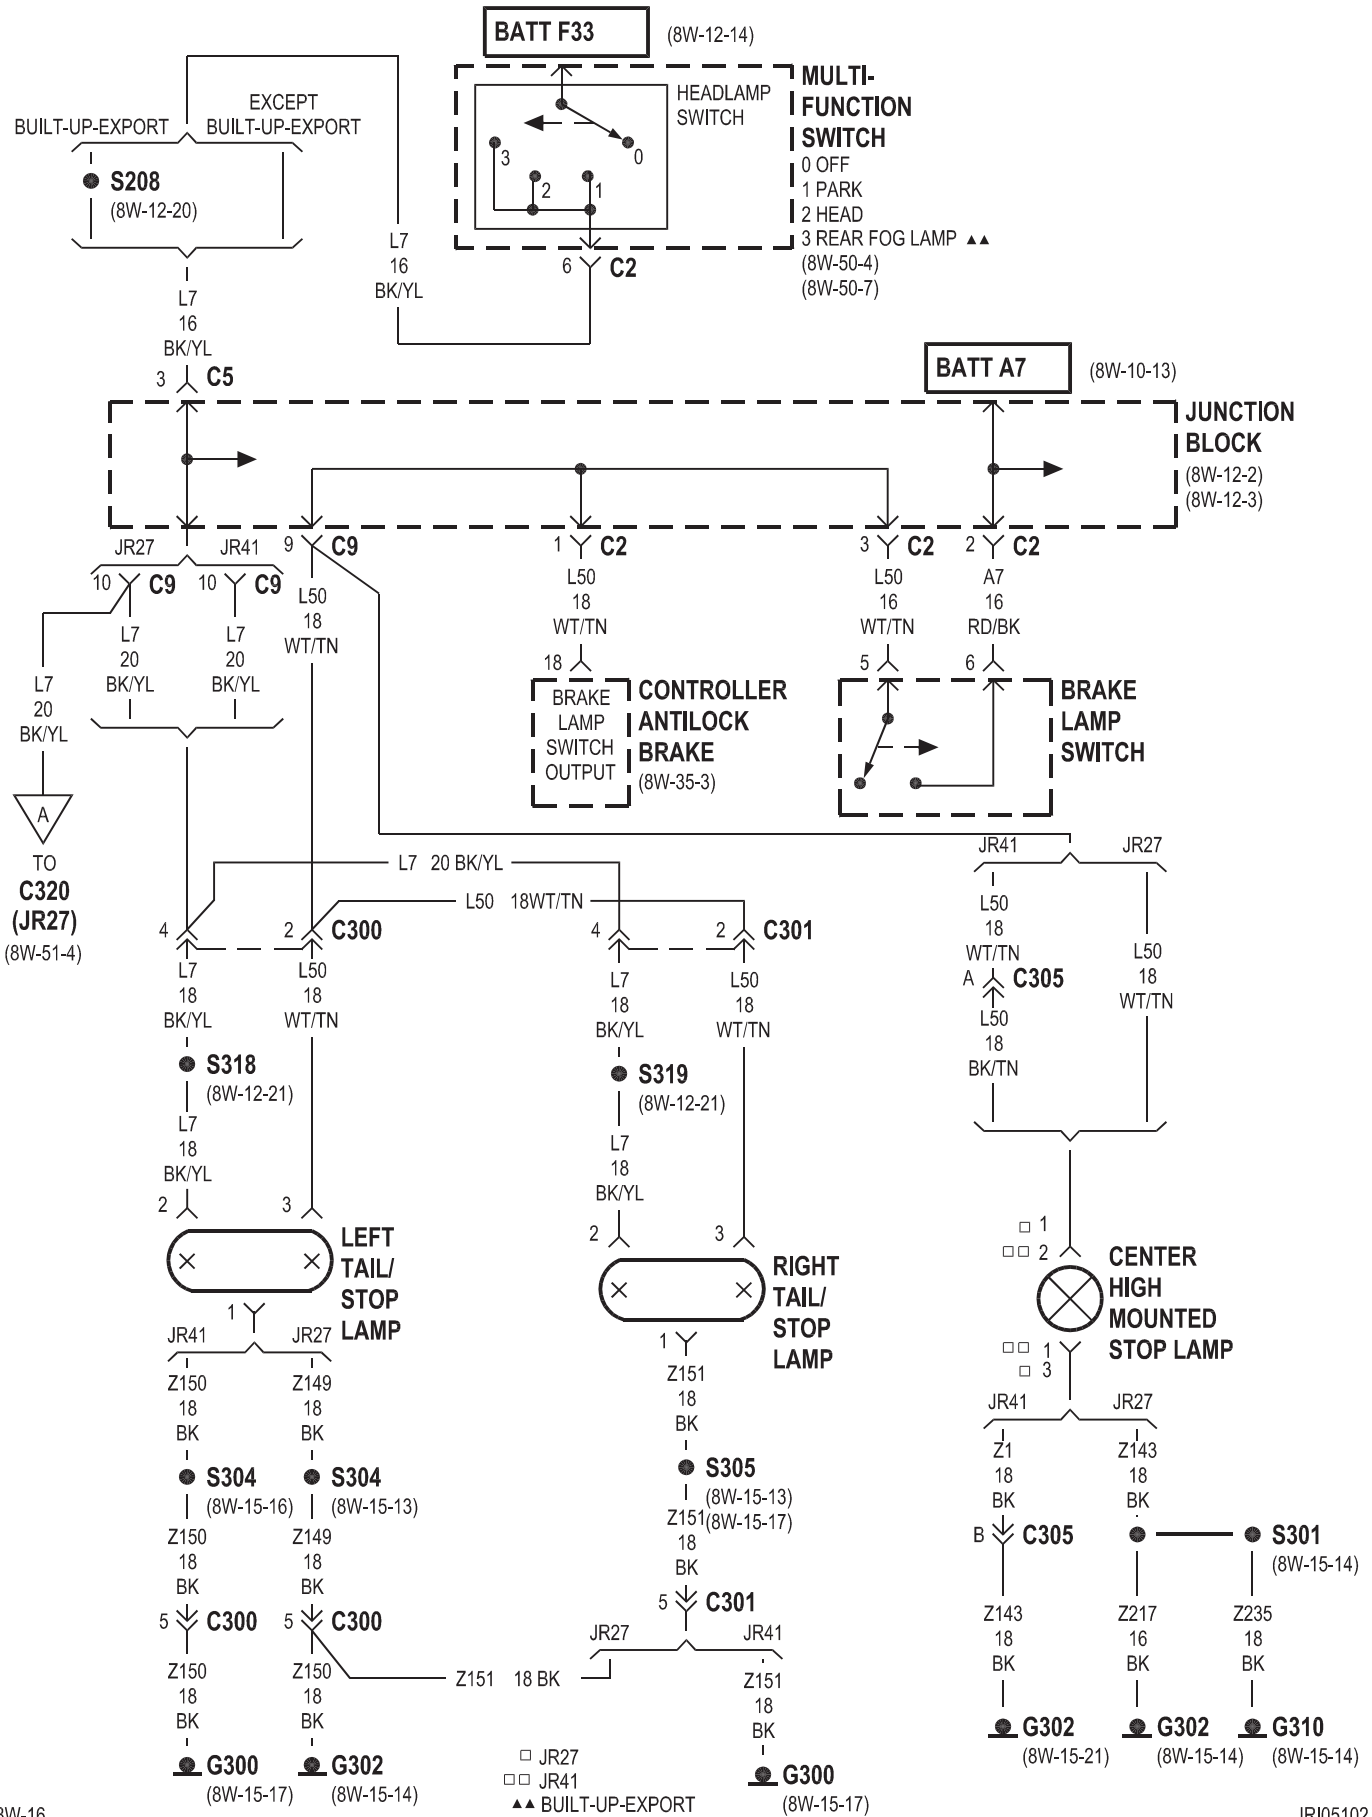 BATT F33 (8W-12-14)
HEADLAMP
SWITCH
MULTI-
FUNCTION
SWITCH
0 OFF
1 PARK
2 HEAD
3 REAR FOG LAMP ▲▲
(8W-50-4)
(8W-50-7)
3
0
2
1
6 C2
BUILT-UP-EXPORT
EXCEPT
BUILT-UP-EXPORT
S208
(8W-12-20)
L7
16
BK/YL
L7
16
BK/YL
3 C5
BATT A7 (8W-10-13)
JUNCTION
BLOCK
(8W-12-2)
(8W-12-3)
JR27 JR41
9 C9
1 C2
3 C2
2 C2
10 C9
10 C9
L50
18
WT/TN
L50
18
WT/TN
L50
16
WT/TN
A7
16
RD/BK
L7
20
BK/YL
L7
20
BK/YL
L7
20
BK/YL
A
TO
C320
(JR27)
(8W-51-4)
18
BRAKE
LAMP
SWITCH
OUTPUT
CONTROLLER
ANTILOCK
BRAKE
(8W-35-3)
5
6
BRAKE
LAMP
SWITCH
L7 20 BK/YL
L50 18WT/TN
4
2 C300
4
2 C301
L7
18
BK/YL
L50
18
WT/TN
L7
18
BK/YL
L50
18
WT/TN
S318
(8W-12-21)
S319
(8W-12-21)
L7
18
BK/YL
L7
18
BK/YL
JR41 JR27
L50
18
WT/TN
A C305
L50
18
BK/TN
L50
18
WT/TN
2
3
LEFT
TAIL/
STOP
LAMP
1
2
3
RIGHT
TAIL/
STOP
LAMP
1
□ 1
□□ 2
CENTER
HIGH
MOUNTED
STOP LAMP
□□ 1
□ 3
JR41 JR27
Z150
18
BK
Z149
18
BK
S304
(8W-15-16)
S304
(8W-15-13)
Z150
18
BK
Z149
18
BK
5 C300
5 C300
Z150
18
BK
Z150
18
BK
G300
(8W-15-17)
G302
(8W-15-14)
Z151
18
BK
S305
(8W-15-13)
(8W-15-17)
Z151
18
BK
5 C301
JR27 JR41
Z151 18 BK
Z151
18
BK
G300
(8W-15-17)
JR41 JR27
Z1
18
BK
Z143
18
BK
B C305
S301
(8W-15-14)
Z143
18
BK
Z217
16
BK
Z235
18
BK
G302
(8W-15-21)
G302
(8W-15-14)
G310
(8W-15-14)
□ JR27
□□ JR41
▲▲ BUILT-UP-EXPORT